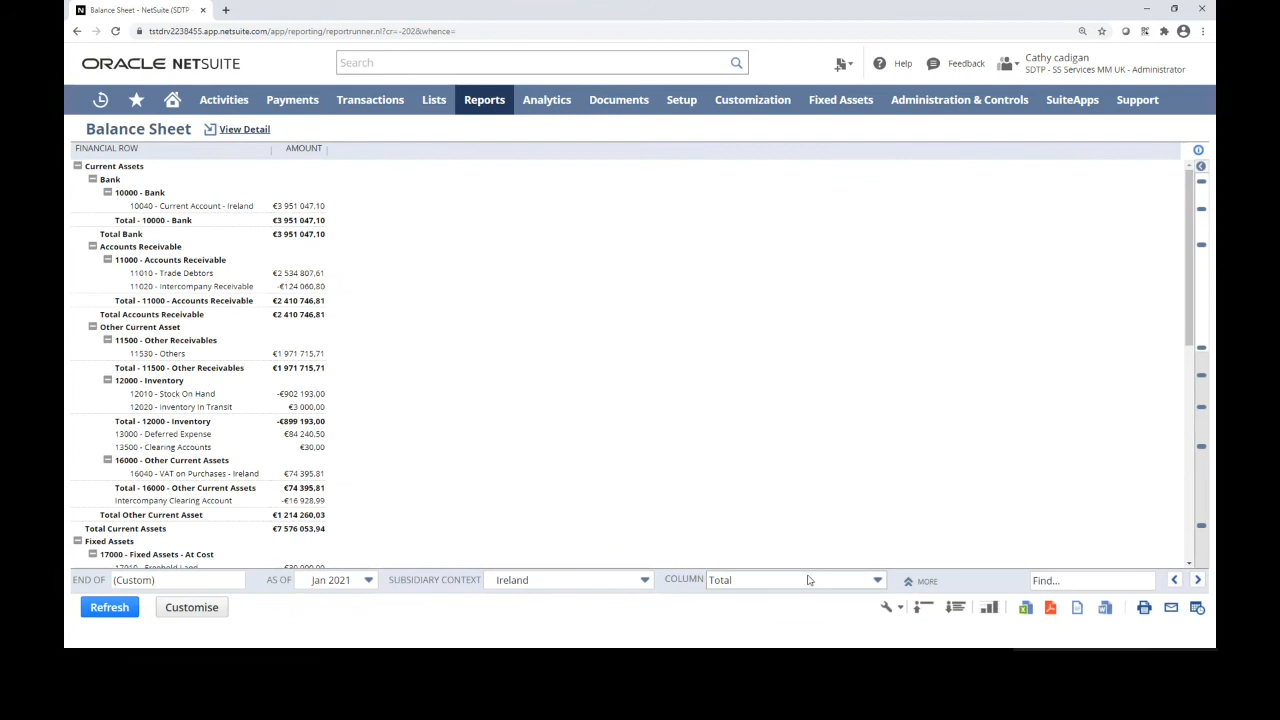 Balance Sheet - NetSuite (SDTP -
tstdrv2238455.app.netsuite.com/app/reporting/reportrunner.nl?cr=-202&whence=
ORACLE NETSUITE
Search
Help
Feedback
Cathy cadigan
SDTP - SS Services MM UK - Administrator
Activities Payments Transactions Lists Reports Analytics Documents Setup Customization Fixed Assets Administration & Controls SuiteApps Support
Balance Sheet View Detail
FINANCIAL ROW AMOUNT
Current Assets
Bank
10000 - Bank
10040 - Current Account - Ireland €3 951 047,10
Total - 10000 - Bank €3 951 047,10
Total Bank €3 951 047,10
Accounts Receivable
11000 - Accounts Receivable
11010 - Trade Debtors €2 534 807,61
11020 - Intercompany Receivable -€124 060,80
Total - 11000 - Accounts Receivable €2 410 746,81
Total Accounts Receivable €2 410 746,81
Other Current Asset
11500 - Other Receivables
11530 - Others €1 971 715,71
Total - 11500 - Other Receivables €1 971 715,71
12000 - Inventory
12010 - Stock On Hand -€902 193,00
12020 - Inventory In Transit €3 000,00
Total - 12000 - Inventory -€899 193,00
13000 - Deferred Expense €84 240,50
13500 - Clearing Accounts €30,00
16000 - Other Current Assets
16040 - VAT on Purchases - Ireland €74 395,81
Total - 16000 - Other Current Assets €74 395,81
Intercompany Clearing Account -€16 928,99
Total Other Current Asset €1 214 260,03
Total Current Assets €7 576 053,94
Fixed Assets
17000 - Fixed Assets - At Cost
END OF (Custom) AS OF Jan 2021 SUBSIDIARY CONTEXT Ireland COLUMN Total MORE Find...
Refresh Customise